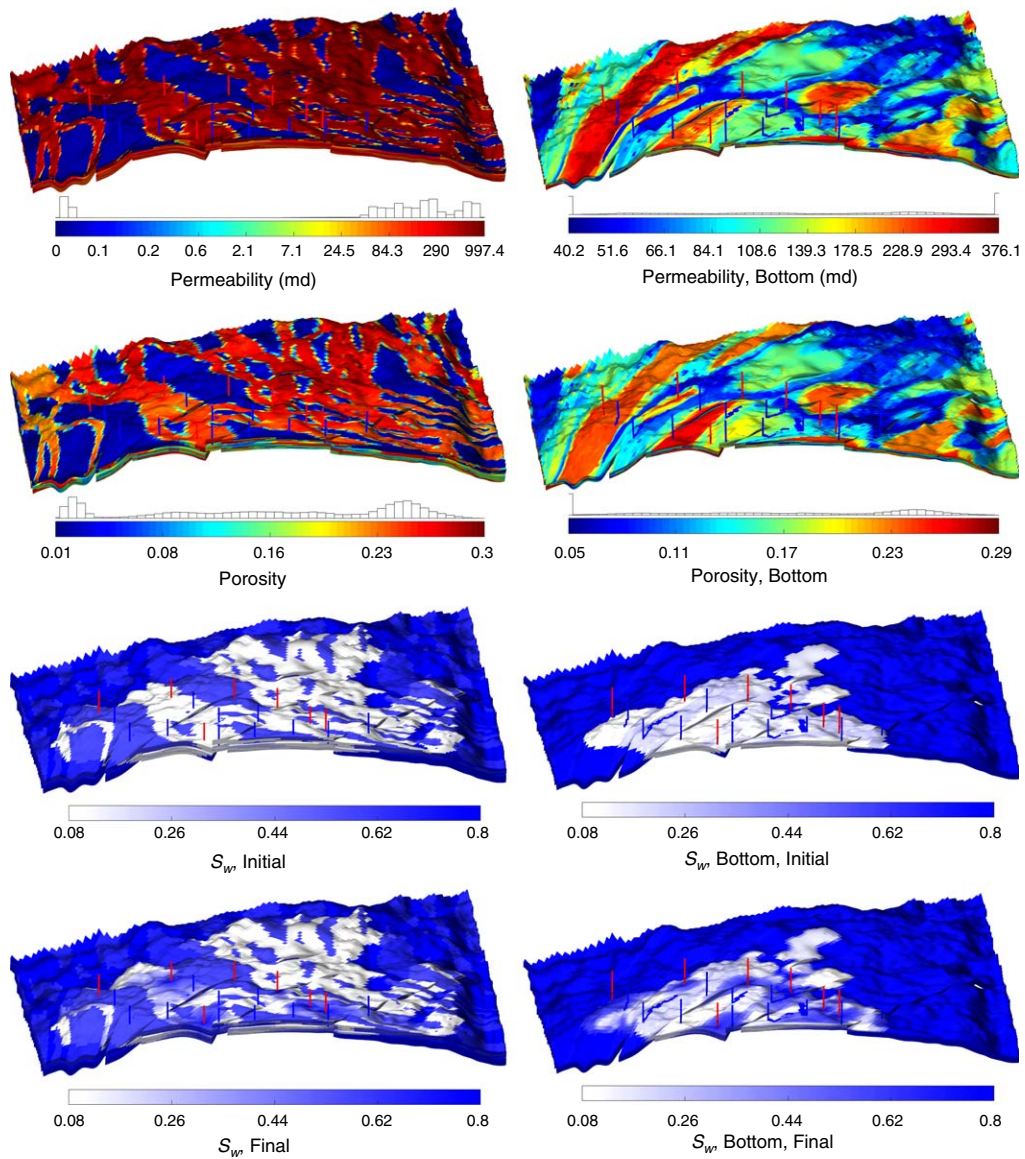 0 0.1 0.2 0.6 2.1 7.1 24.5 84.3 290 997.4
Permeability (md)
40.2 51.6 66.1 84.1 108.6 139.3 178.5 228.9 293.4 376.1
Permeability, Bottom (md)
0.01 0.08 0.16 0.23 0.3
Porosity
0.05 0.11 0.17 0.23 0.29
Porosity, Bottom
0.08 0.26 0.44 0.62 0.8
Sw, Initial
0.08 0.26 0.44 0.62 0.8
Sw, Bottom, Initial
0.08 0.26 0.44 0.62 0.8
Sw, Final
0.08 0.26 0.44 0.62 0.8
Sw, Bottom, Final